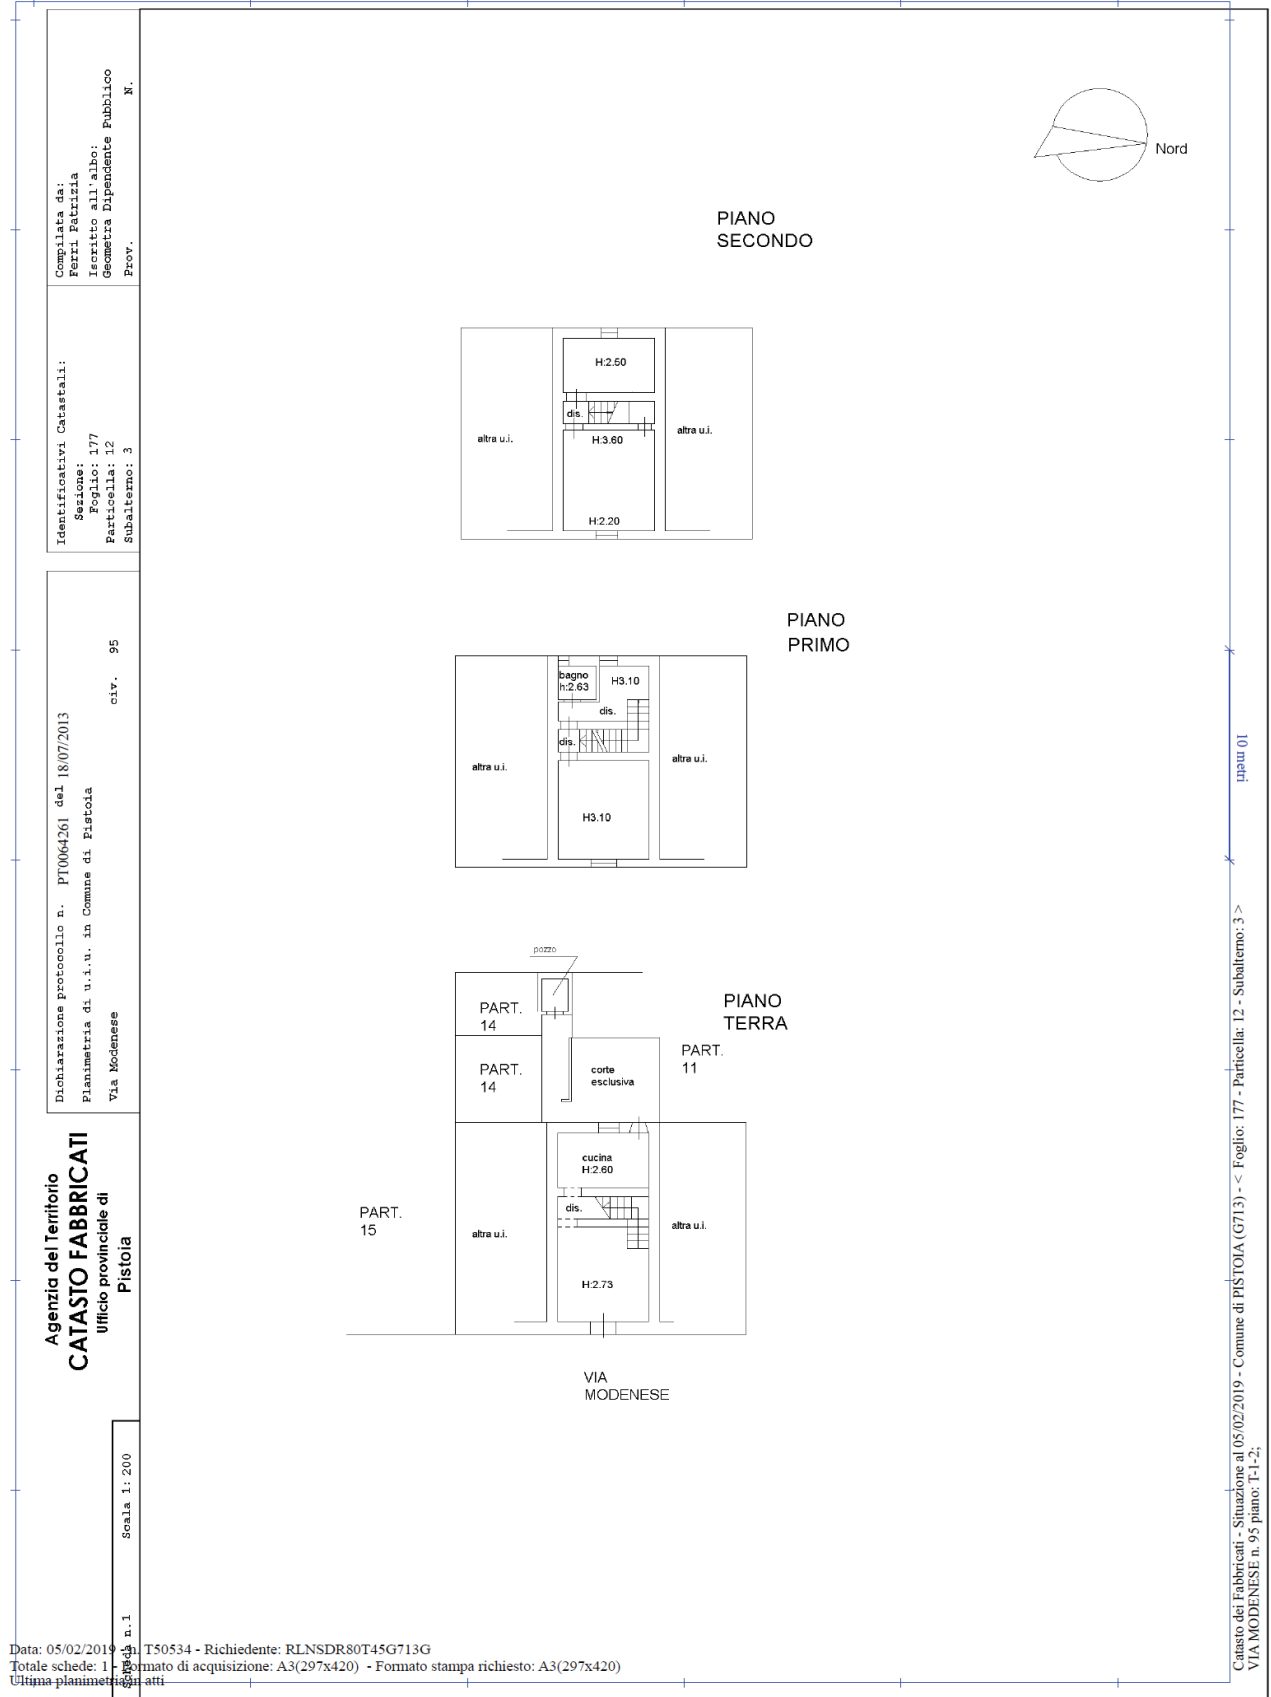 Compilata da:
Ferri Patrizia
Iscritto all'albo:
Geometra Dipendente Pubblico
Prov. N.
Identificativi Catastali:
Sezione:
Foglio: 177
Particella: 12
Subalterno: 3
Dichiarazione protocollo n. PT0064261 del 18/07/2013
Planimetria di u.i.u. in Comune di Pistoia
Via Modenese civ. 95
Agenzia del Territorio
CATASTO FABBRICATI
Ufficio provinciale di
Pistoia
Scheda n.1 Scala 1: 200
Nord
PIANO
SECONDO
H:2.50
dis.
altra u.i.
H:3.60
altra u.i.
H:2.20
PIANO
PRIMO
bagno
h:2.63
H3.10
dis.
dis.
altra u.i.
altra u.i.
H3.10
pozzo
PIANO
TERRA
PART.
14
PART.
14
corte
esclusiva
PART.
11
cucina
H:2.60
dis.
PART.
15
altra u.i.
altra u.i.
H:2.73
VIA
MODENESE
10 metri
Catasto dei Fabbricati - Situazione al 05/02/2019 - Comune di PISTOIA (G713) - < Foglio: 177 - Particella: 12 - Subalterno: 3 >
VIA MODENESE n. 95 piano: T-1-2;
Data: 05/02/2019 - n. T50534 - Richiedente: RLNSDR80T45G713G
Totale schede: 1 - Formato di acquisizione: A3(297x420) - Formato stampa richiesto: A3(297x420)
Ultima planimetria in atti